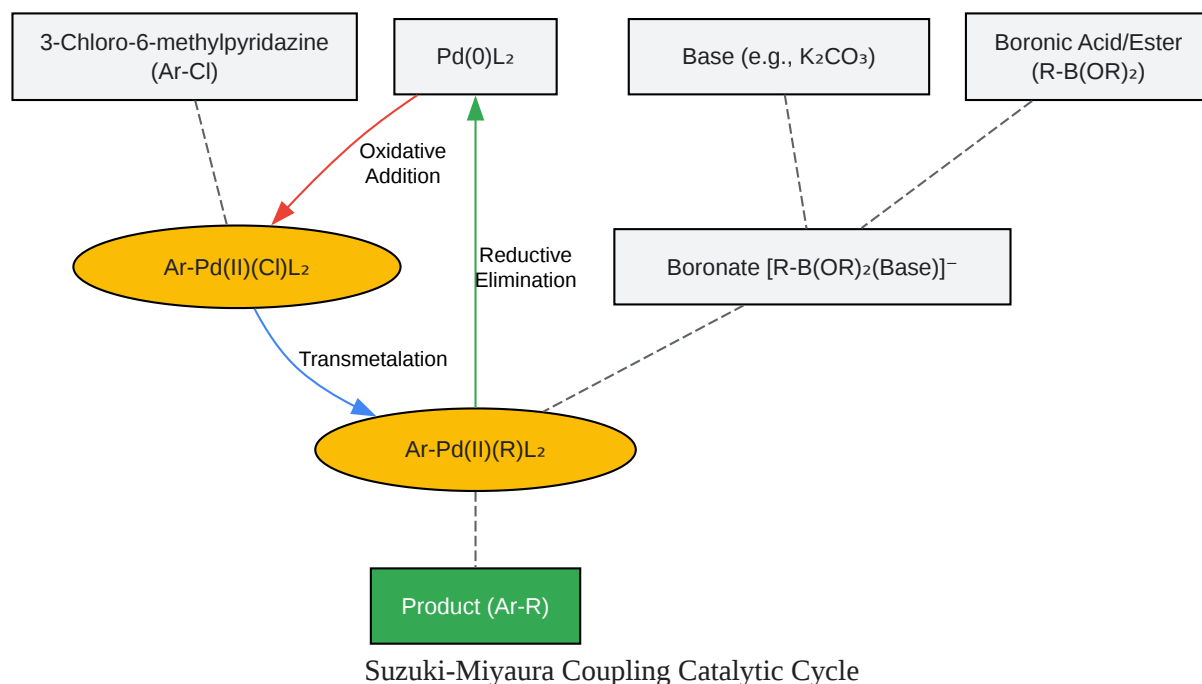 3-Chloro-6-methylpyridazine
(Ar-Cl)
Pd(0)L₂
Base (e.g., K₂CO₃)
Boronic Acid/Ester
(R-B(OR)₂)
Oxidative
Addition
Ar-Pd(II)(Cl)L₂
Reductive
Elimination
Boronate [R-B(OR)₂(Base)]⁻
Transmetalation
Ar-Pd(II)(R)L₂
Product (Ar-R)
Suzuki-Miyaura Coupling Catalytic Cycle